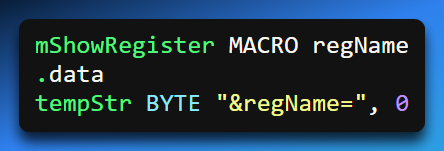 mShowRegister MACRO regName
.data
tempStr BYTE "&regName=", 0